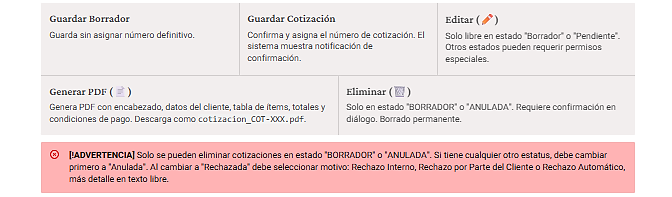 Guardar Borrador
Guarda sin asignar número definitivo.
Guardar Cotización
Confirma y asigna el número de cotización. El
sistema muestra notificación de
confirmación.
Editar (📝)
Solo libre en estado "Borrador" o "Pendiente".
Otros estados pueden requerir permisos
especiales.
Generar PDF (📄)
Genera PDF con encabezado, datos del cliente, tabla de ítems, totales y
condiciones de pago. Descarga como cotizacion_COT-XXX.pdf.
Eliminar (🗑)
Solo en estado "BORRADOR" o "ANULADA". Requiere confirmación en
diálogo. Borrado permanente.
[!ADVERTENCIA] Solo se pueden eliminar cotizaciones en estado "BORRADOR" o "ANULADA". Si tiene cualquier otro estatus, debe cambiar
primero a "Anulada". Al cambiar a "Rechazada" debe seleccionar motivo: Rechazo Interno, Rechazo por Parte del Cliente o Rechazo Automático,
más detalle en texto libre.